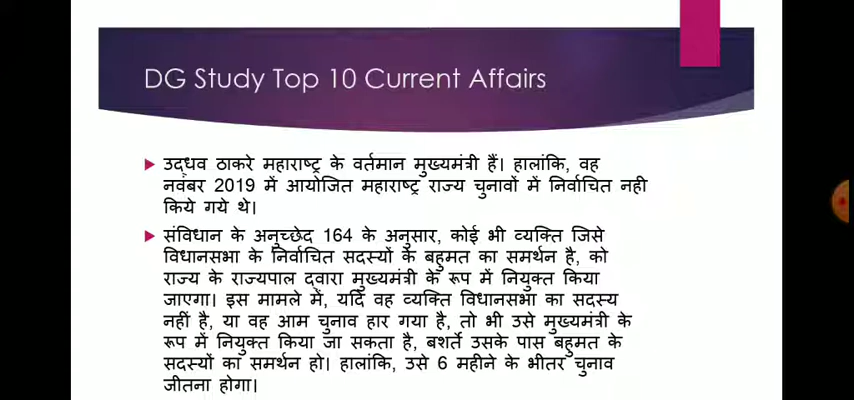 DG Study Top 10 Current Affairs
उद्धव ठाकरे महाराष्ट्र के वर्तमान मुख्यमंत्री हैं। हालांकि, वह
नवंबर 2019 में आयोजित महाराष्ट्र राज्य चुनावों में निर्वाचित नही
किये गये थे।
संविधान के अनुच्छेद 164 के अनुसार, कोई भी व्यक्ति जिसे
विधानसभा के निर्वाचित सदस्यों के बहुमत का समर्थन है, को
राज्य के राज्यपाल द्वारा मुख्यमंत्री के रूप में नियुक्त किया
जाएगा। इस मामले में, यदि वह व्यक्ति विधानसभा का सदस्य
नहीं है, या वह आम चुनाव हार गया है, तो भी उसे मुख्यमंत्री के
रूप में नियुक्त किया जा सकता है, बशर्ते उसके पास बहुमत के
सदस्यों का समर्थन हो। हालांकि, उसे 6 महीने के भीतर चुनाव
जीतना होगा।